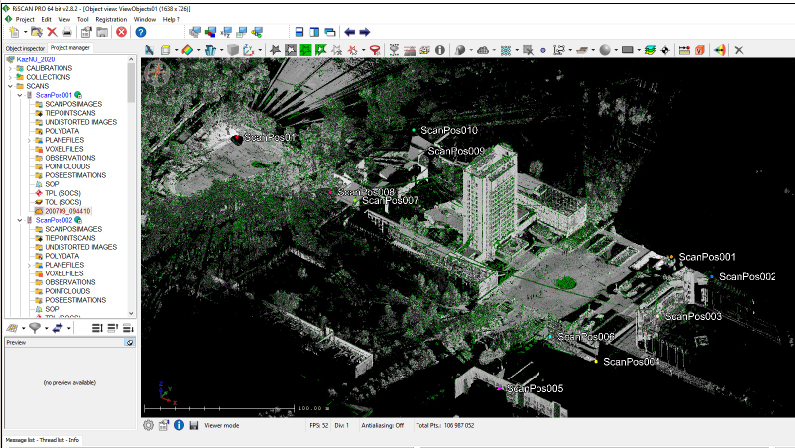 RiSCAN PRO 64 bit v2.8.2 - [Object view: ViewObjects01 (1638 x 726)]
Project Edit View Tool Registration Window Help ?
Object inspector Project manager
KazNU_2020
CALIBRATIONS
COLLECTIONS
SCANS
ScanPos001
SCANPOSIMAGES
TIEPOINTSCANS
UNDISTORTED IMAGES
POLYDATA
PLANEFILES
VOXELFILES
OBSERVATIONS
POINTCLOUDS
POSEESTIMATIONS
SOP
TPL (SOCS)
TOL (SOCS)
200719_094410
ScanPos002
SCANPOSIMAGES
TIEPOINTSCANS
UNDISTORTED IMAGES
POLYDATA
PLANEFILES
VOXELFILES
OBSERVATIONS
POINTCLOUDS
POSEESTIMATIONS
SOP
TPL (SOCS)
Preview
(no preview available)
ScanPos010
ScanPos009
ScanPos008
ScanPos007
ScanPos001
ScanPos002
ScanPos003
ScanPos006
ScanPos004
ScanPos005
100.00 m
Viewer mode FPS: 52 Div: 1 Antialiasing: Off Total Pts.: 106 987 052
Message list - Thread list - Info